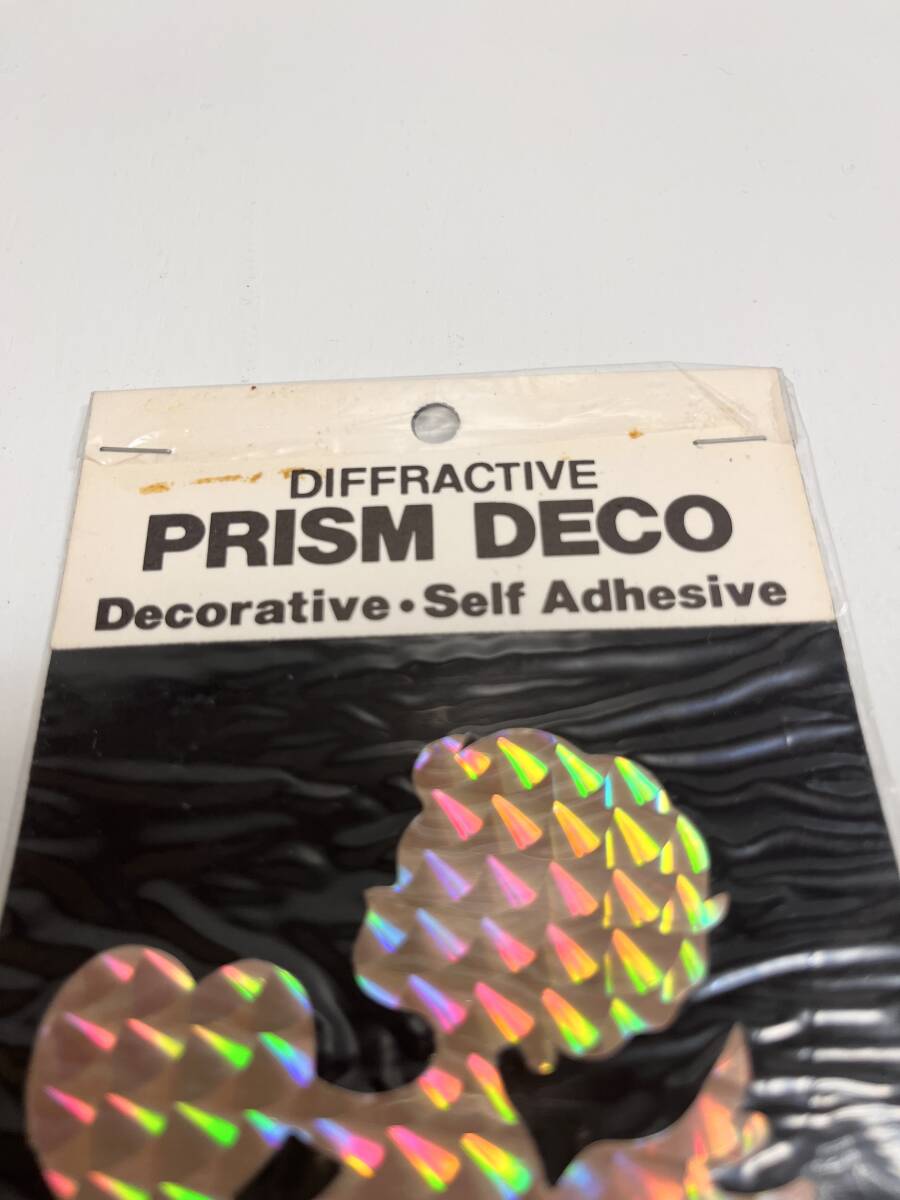 DIFFRACTIVE
PRISM DECO
Decorative • Self Adhesive